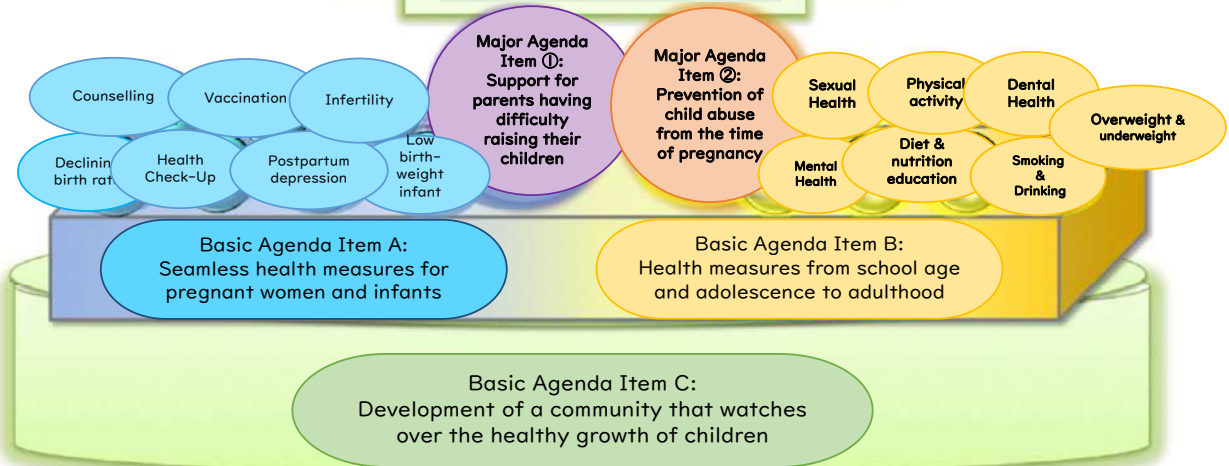 Major Agenda
Item ①:
Support for
parents having
difficulty
raising their
children
Major Agenda
Item ②:
Prevention of
child abuse
from the time
of pregnancy
Counselling
Vaccination
Infertility
Declinin
birth rat
Health
Check-Up
Postpartum
depression
Low
birth-
weight
infant
Sexual
Health
Physical
activity
Dental
Health
Overweight &
underweight
Mental
Health
Diet &
nutrition
education
Smoking
&
Drinking
Basic Agenda Item A:
Seamless health measures for
pregnant women and infants
Basic Agenda Item B:
Health measures from school age
and adolescence to adulthood
Basic Agenda Item C:
Development of a community that watches
over the healthy growth of children